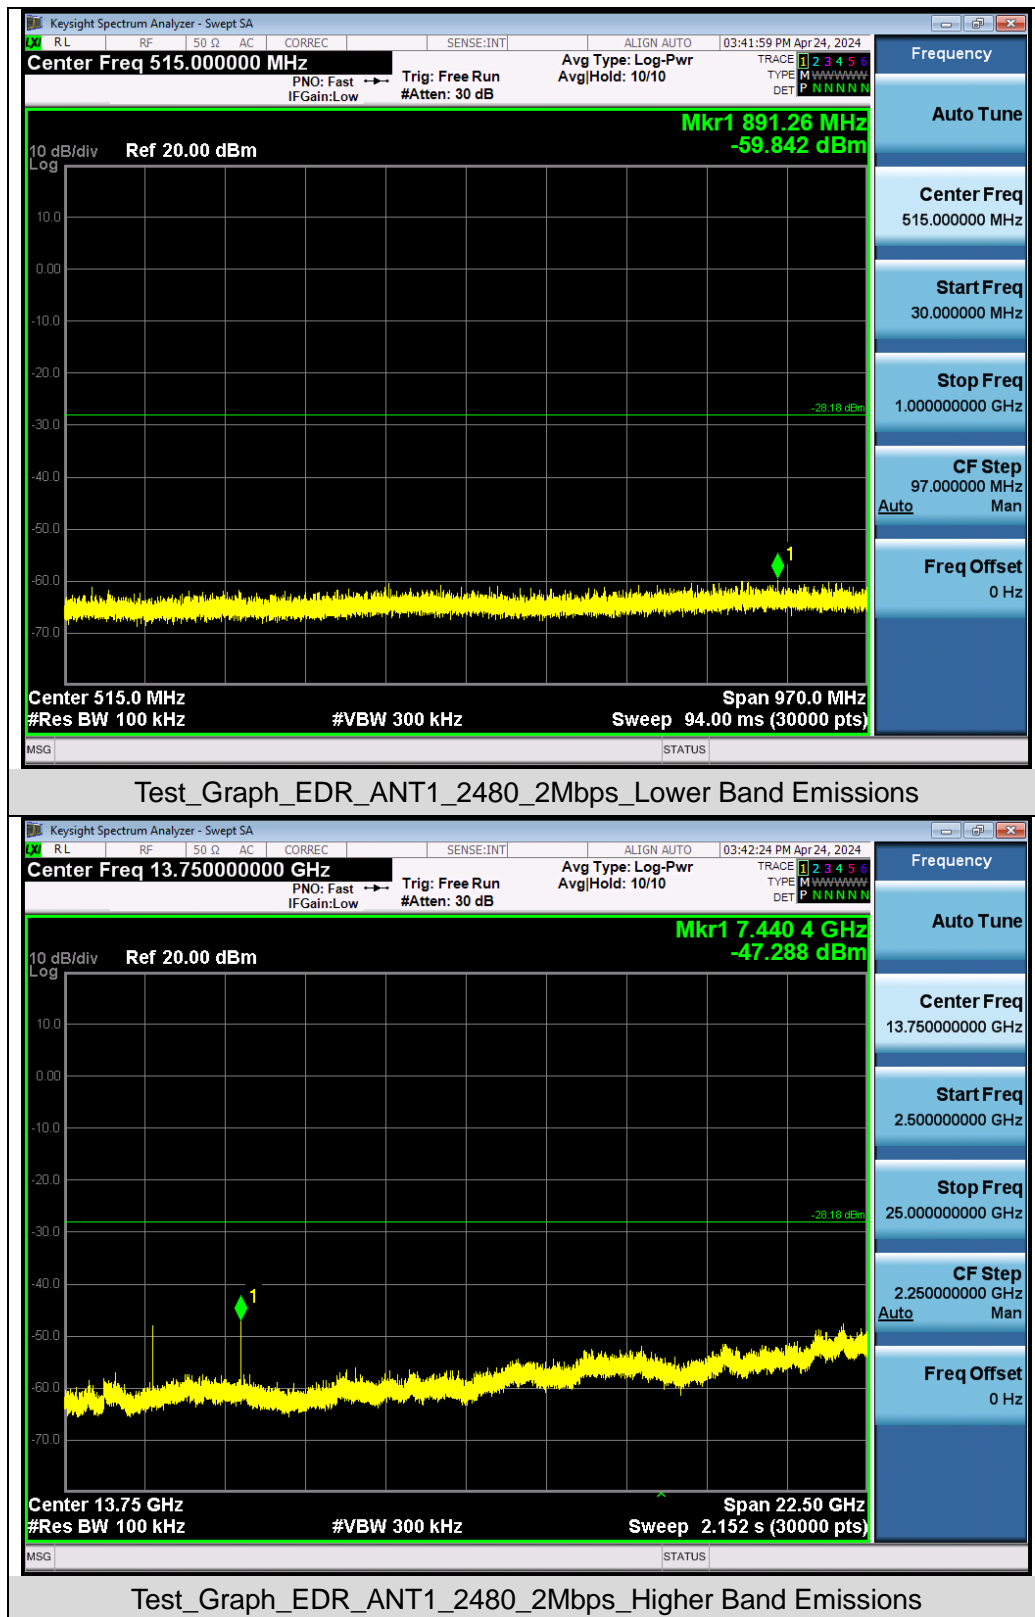 Keysight Spectrum Analyzer - Swept SA
LXI RL RF 50 Ω AC CORREC SENSE:INT ALIGN AUTO 03:41:59 PM Apr 24, 2024
Center Freq 515.000000 MHz
PNO: Fast
IFGain:Low
Trig: Free Run
#Atten: 30 dB
Avg Type: Log-Pwr
Avg|Hold: 10/10
TRACE 1 2 3 4 5 6
TYPE M WWWWW
DET P N N N N N
Frequency
Mkr1 891.26 MHz
-59.842 dBm
10 dB/div Ref 20.00 dBm
Log
10.0
0.00
-10.0
-20.0
-28.18 dBm
-30.0
-40.0
-50.0
1
-60.0
-70.0
Center 515.0 MHz Span 970.0 MHz
#Res BW 100 kHz #VBW 300 kHz Sweep 94.00 ms (30000 pts)
MSG STATUS
Auto Tune
Center Freq
515.000000 MHz
Start Freq
30.000000 MHz
Stop Freq
1.000000000 GHz
CF Step
97.000000 MHz
Auto Man
Freq Offset
0 Hz
Test_Graph_EDR_ANT1_2480_2Mbps_Lower Band Emissions
Keysight Spectrum Analyzer - Swept SA
LXI RL RF 50 Ω AC CORREC SENSE:INT ALIGN AUTO 03:42:24 PM Apr 24, 2024
Center Freq 13.750000000 GHz
PNO: Fast
IFGain:Low
Trig: Free Run
#Atten: 30 dB
Avg Type: Log-Pwr
Avg|Hold: 10/10
TRACE 1 2 3 4 5 6
TYPE M WWWWW
DET P N N N N N
Frequency
Mkr1 7.440 4 GHz
-47.288 dBm
10 dB/div Ref 20.00 dBm
Log
10.0
0.00
-10.0
-20.0
-28.18 dBm
-30.0
-40.0
1
-50.0
-60.0
-70.0
Center 13.75 GHz Span 22.50 GHz
#Res BW 100 kHz #VBW 300 kHz Sweep 2.152 s (30000 pts)
MSG STATUS
Auto Tune
Center Freq
13.750000000 GHz
Start Freq
2.500000000 GHz
Stop Freq
25.000000000 GHz
CF Step
2.250000000 GHz
Auto Man
Freq Offset
0 Hz
Test_Graph_EDR_ANT1_2480_2Mbps_Higher Band Emissions